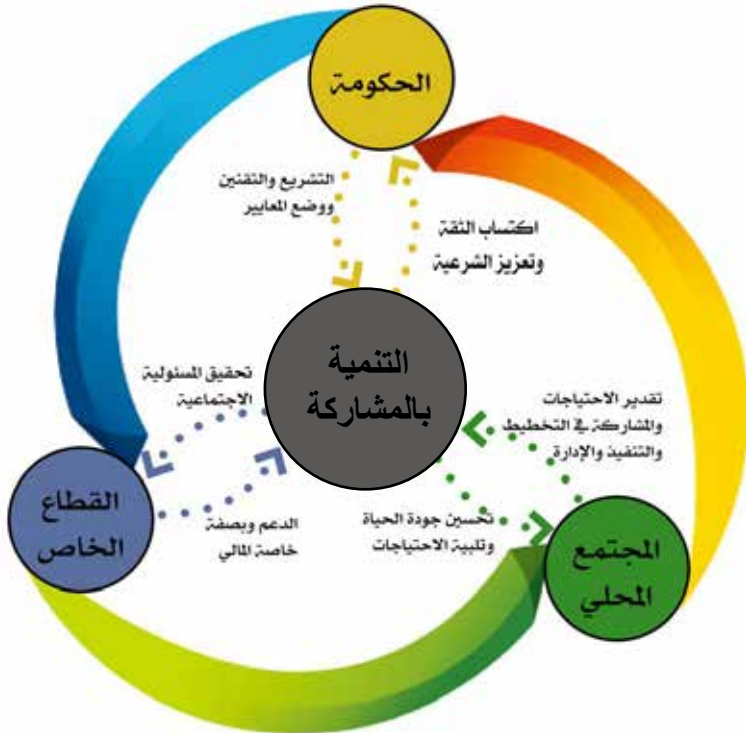 الحكومة
التشريع والتقنين
ووضع المعايير
اكتساب الثقة
وتعزيز الشرعية
التنمية
بالمشاركة
تحقيق المسئولية
الاجتماعية
تقدير الاحتياجات
والمشاركة في التخطيط
والتنفيذ والإدارة
القطاع
الخاص
الدعم وبصفة
خاصة المالي
تحسين جودة الحياة
وتلبية الاحتياجات
المجتمع
المحلي